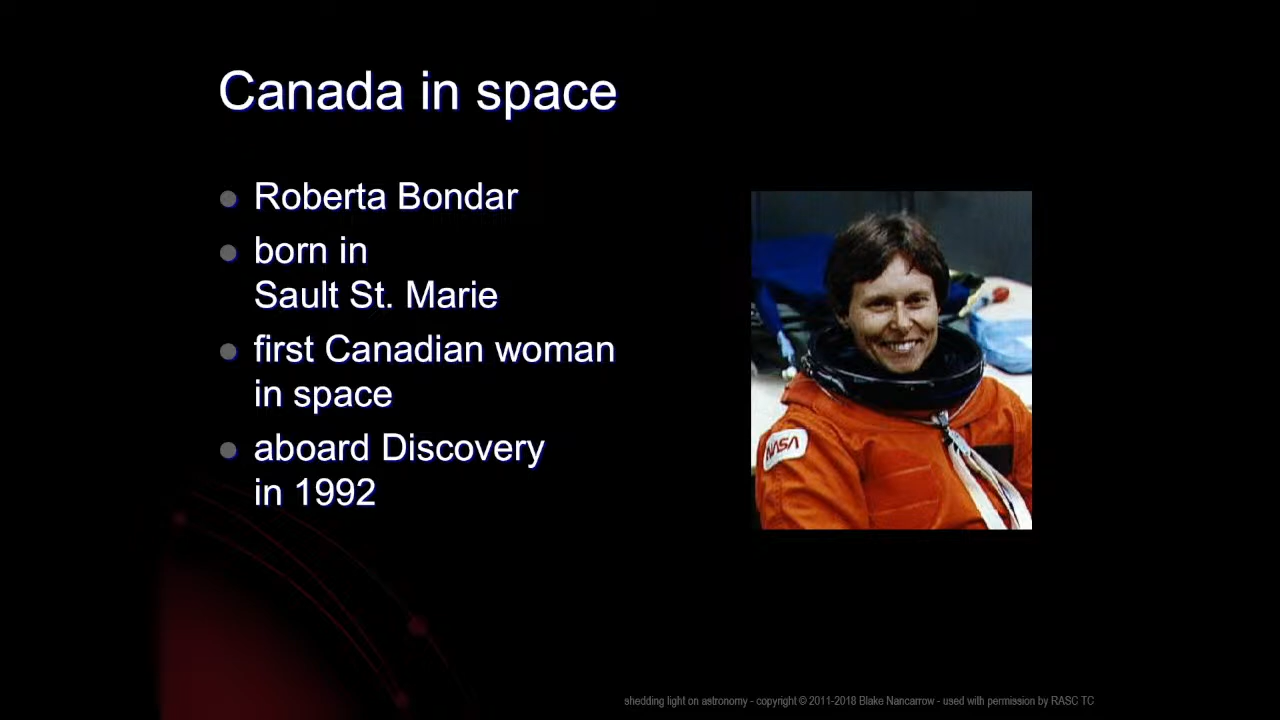 Canada in space
Roberta Bondar
born in
Sault St. Marie
first Canadian woman
in space
aboard Discovery
in 1992
NASA
shedding light on astronomy - copyright © 2011-2018 Blake Nancarrow - used with permission by RASC TC